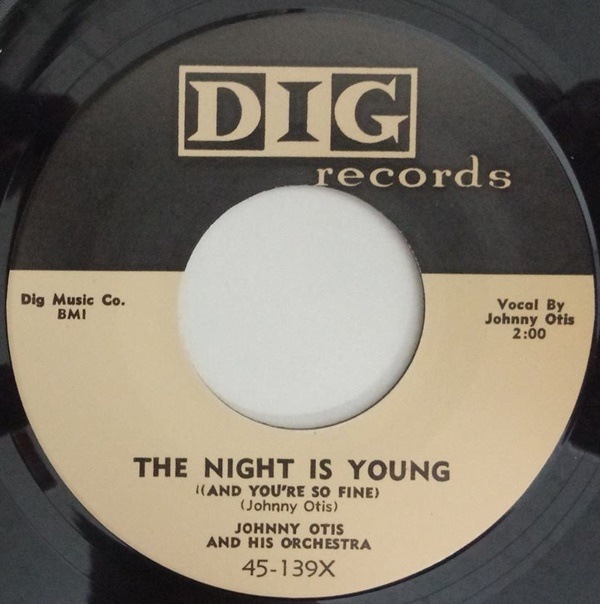 DIG
records
Dig Music Co.
BMI
Vocal By
Johnny Otis
2:00
THE NIGHT IS YOUNG
((AND YOU'RE SO FINE)
(Johnny Otis)
JOHNNY OTIS
AND HIS ORCHESTRA
45-139X